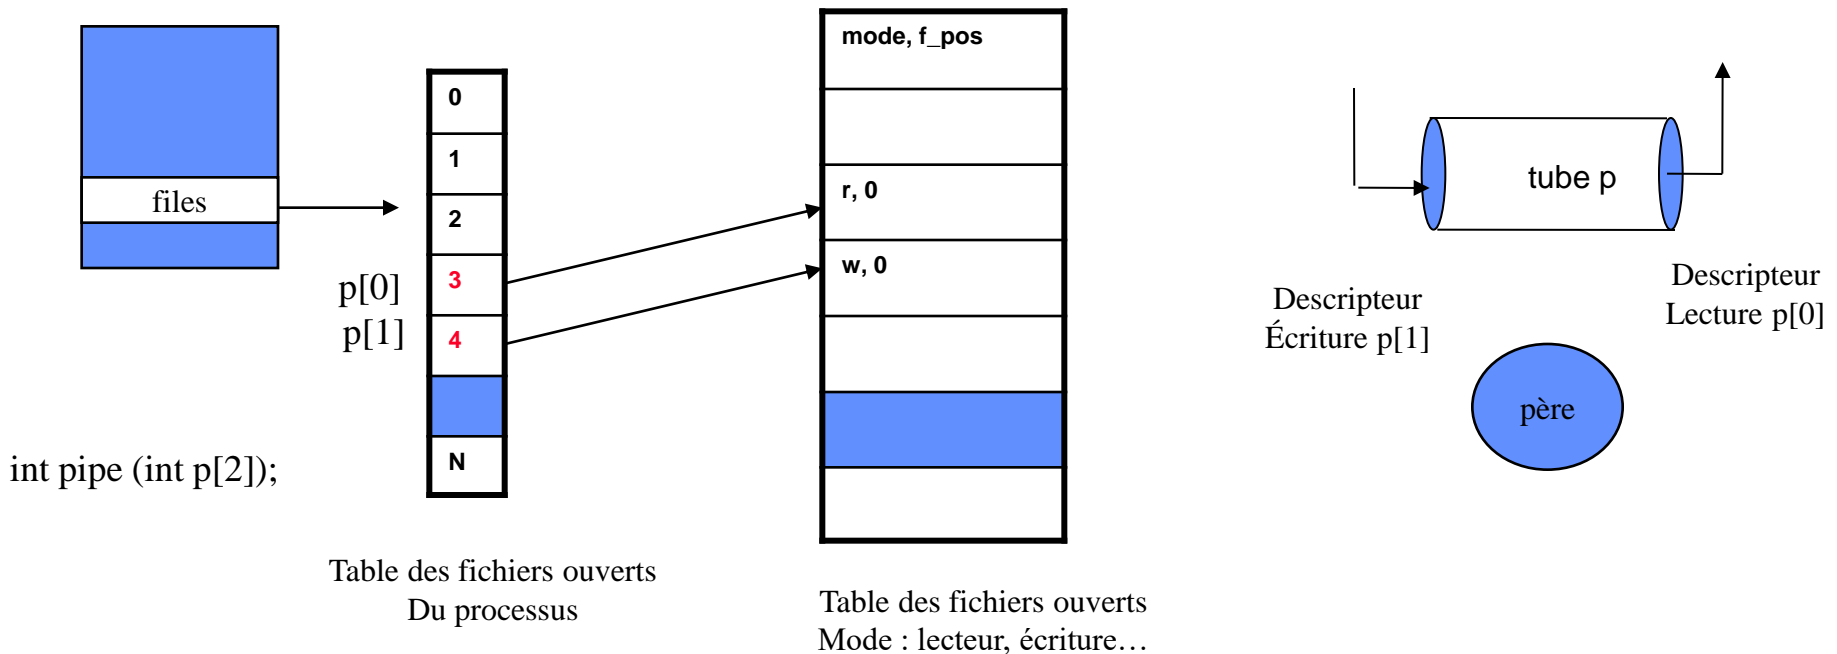 files
p[0]
p[1]
int pipe (int p[2]);
0
1
2
3
4
N
Table des fichiers ouverts
Du processus
mode, f_pos
r, 0
w, 0
Table des fichiers ouverts
Mode : lecteur, écriture…
tube p
Descripteur
Écriture p[1]
Descripteur
Lecture p[0]
père